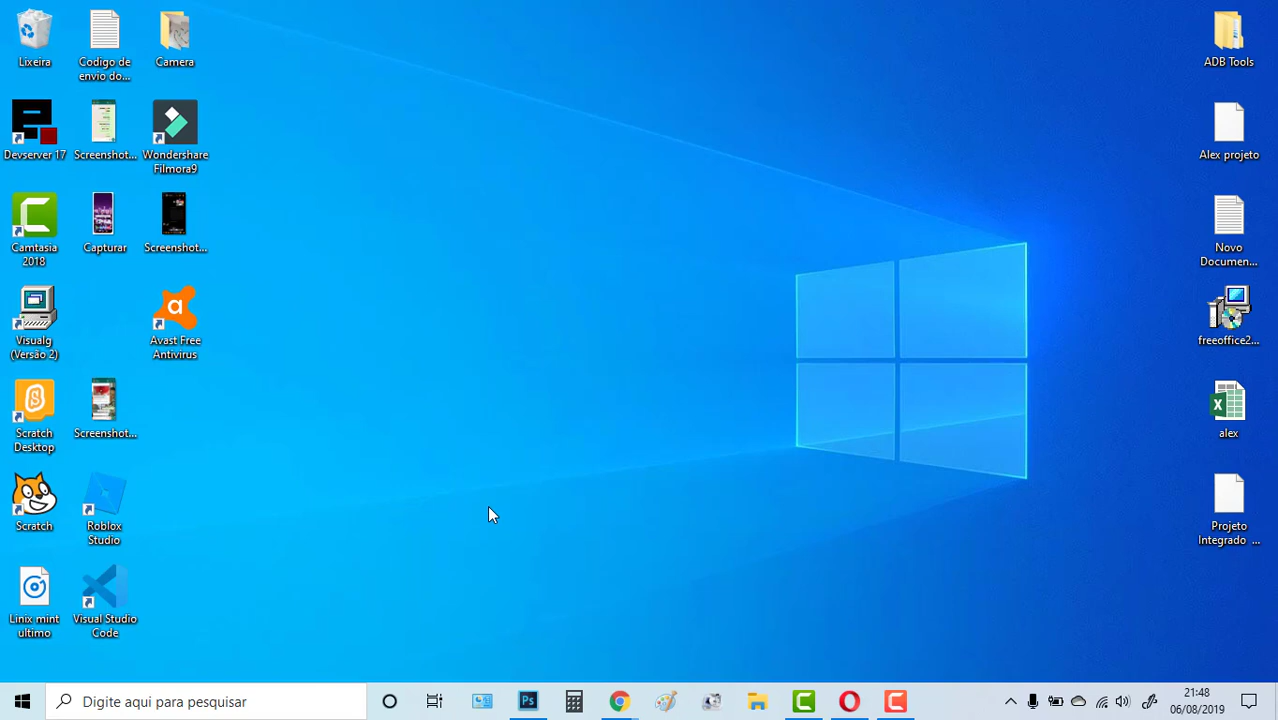 Lixeira
Codigo de
envio do...
Camera
Devserver 17
Screenshot...
Wondershare
Filmora9
Camtasia
2018
Capturar
Screenshot...
Visualg
(Versão 2)
Avast Free
Antivirus
Scratch
Desktop
Screenshot...
Scratch
Roblox
Studio
Linix mint
ultimo
Visual Studio
Code
ADB Tools
Alex projeto
Novo
Documen...
freeoffice2...
alex
Projeto
Integrado _...
Digite aqui para pesquisar
Ps
21:48
06/08/2019